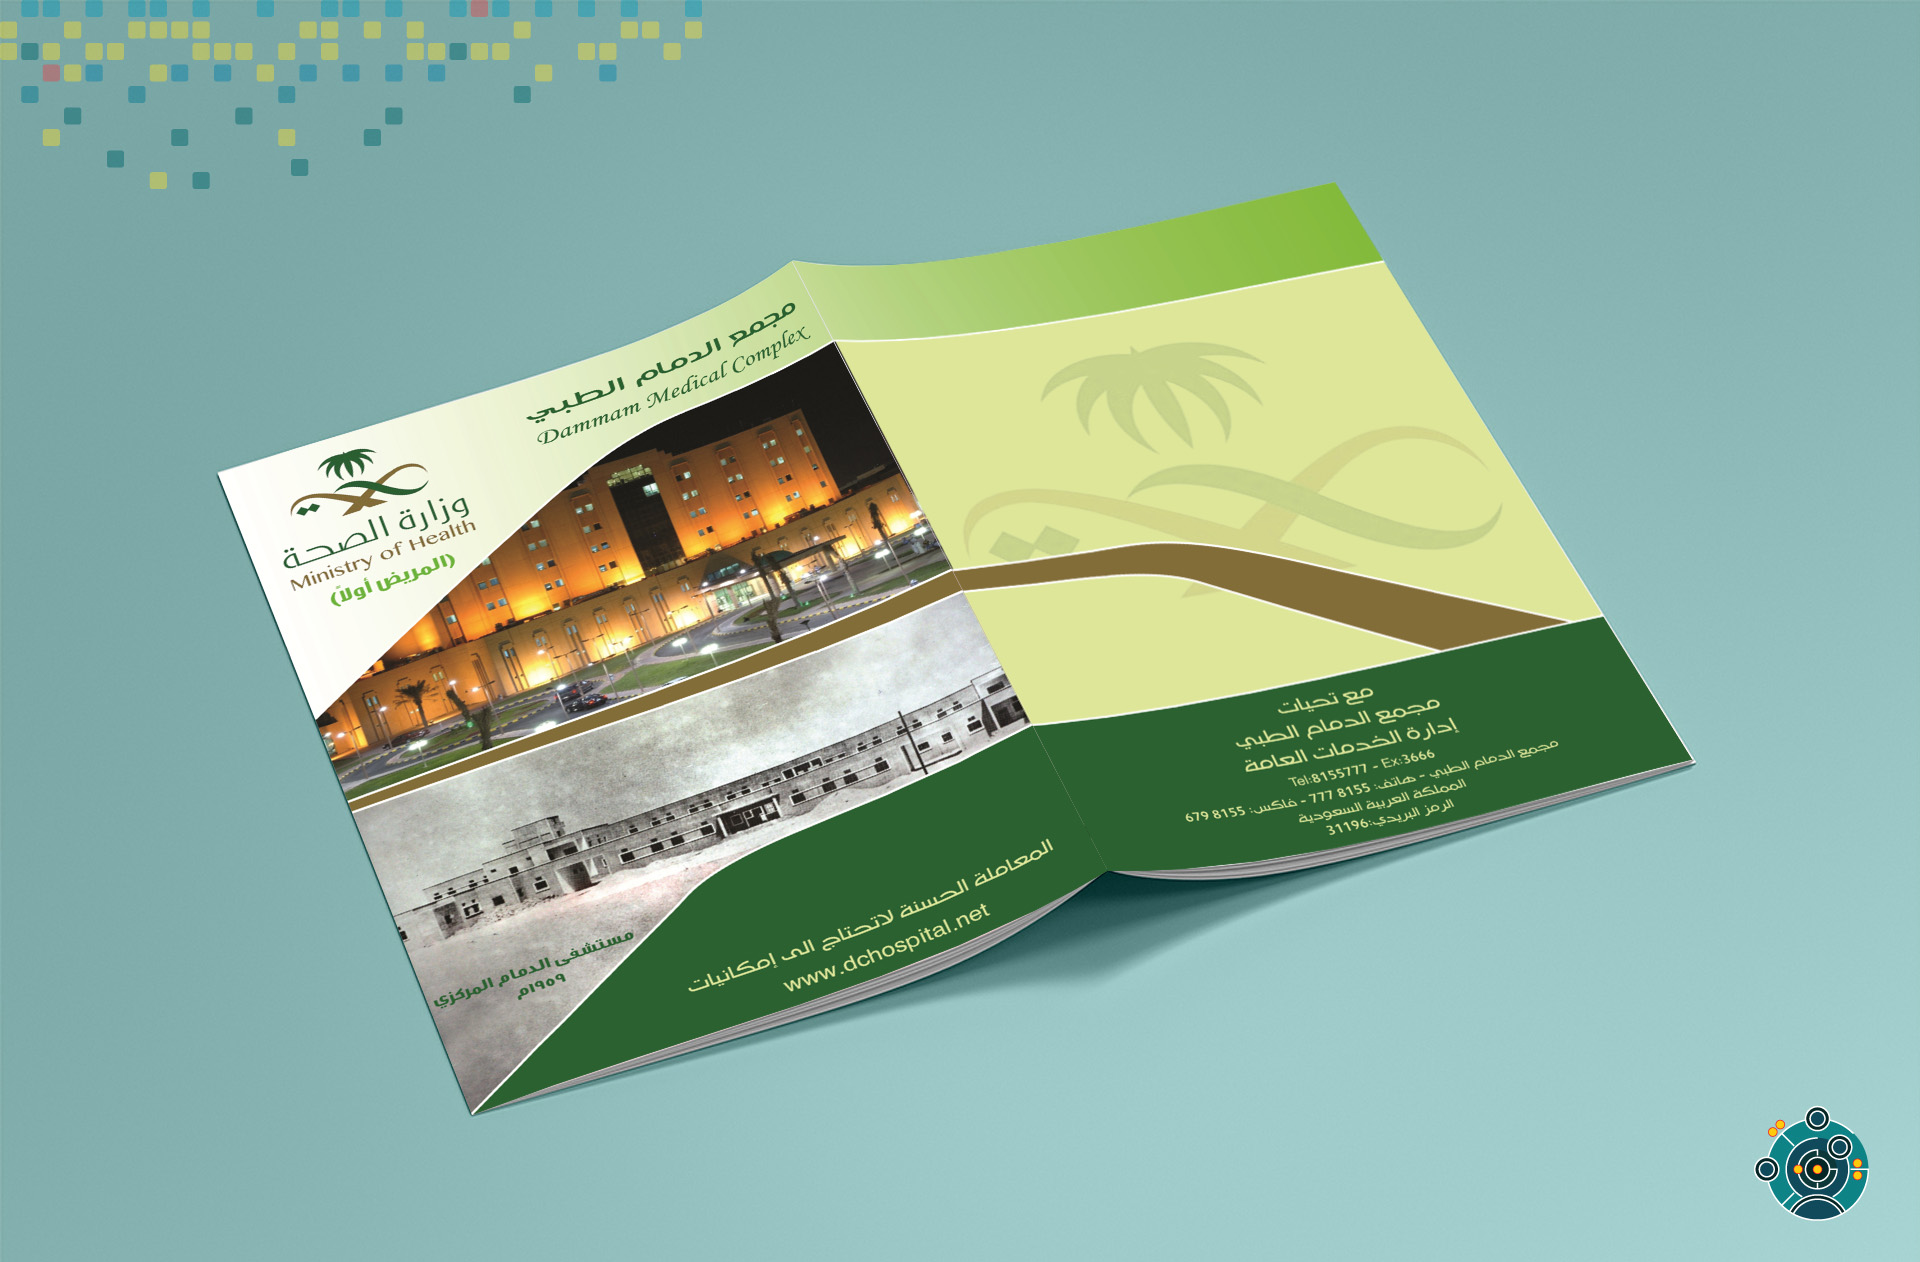 مجمع الدمام الطبي
Dammam Medical Complex
وزارة الصحة
Ministry of Health
(المريض أولاً)
مستشفى الدمام المركزي
١٩٥٩م
المعاملة الحسنة لاتحتاج الى إمكانيات
www.dchospital.net
مع تحيات
مجمع الدمام الطبي
إدارة الخدمات العامة
Tel:8155777 - Ex:3666
مجمع الدمام الطبي - هاتف: 8155 777 - فاكس: 8155 679
المملكة العربية السعودية
الرمز البريدي:31196